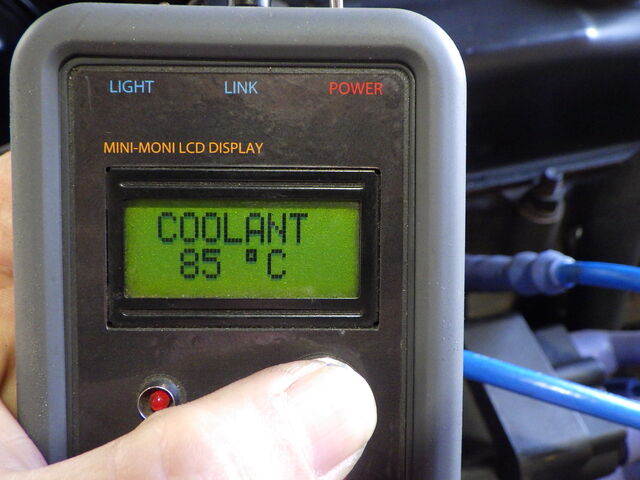 LIGHT LINK POWER
MINI-MONI LCD DISPLAY
COOLANT
85 °C